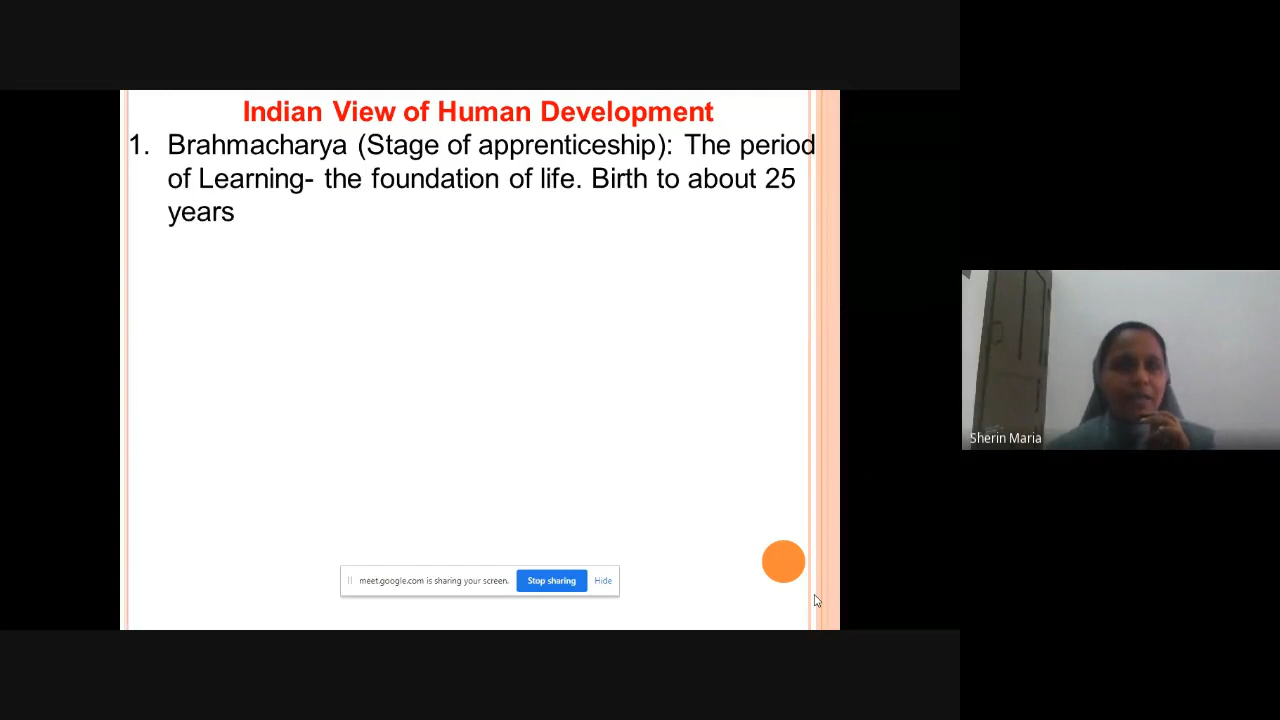 Indian View of Human Development
1. Brahmacharya (Stage of apprenticeship): The period
of Learning- the foundation of life. Birth to about 25
years
Sherin Maria
meet.google.com is sharing your screen.
Stop sharing
Hide